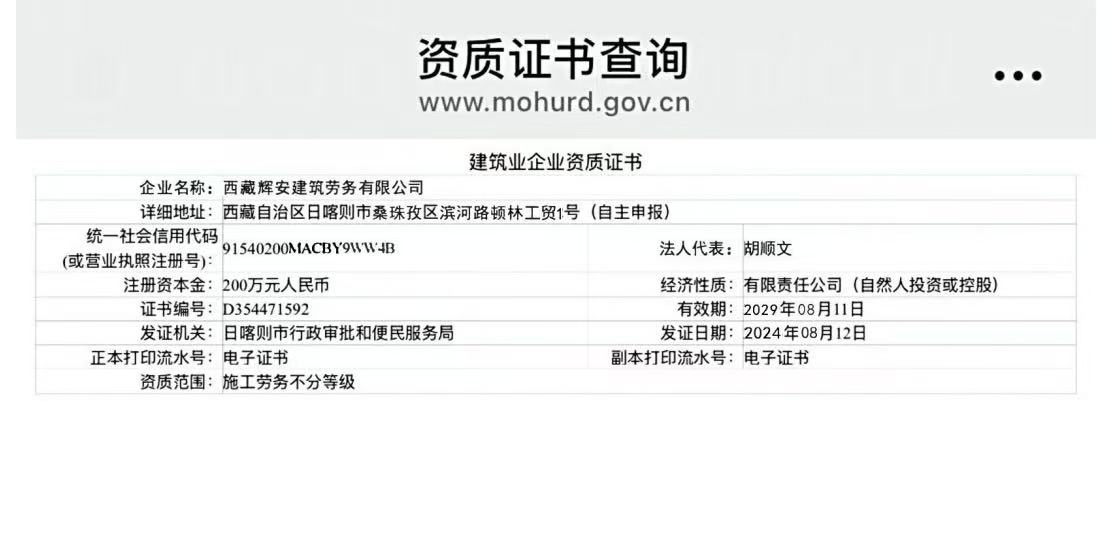 资质证书查询
www.mohurd.gov.cn
建筑业企业资质证书
企业名称：西藏辉安建筑劳务有限公司
详细地址：西藏自治区日喀则市桑珠孜区滨河路顿林工贸1号（自主申报）
统一社会信用代码
(或营业执照注册号)：91540200MACBY9WW4B 法人代表：胡顺文
注册资本金：200万元人民币 经济性质：有限责任公司（自然人投资或控股）
证书编号：D354471592 有效期：2029年08月11日
发证机关：日喀则市行政审批和便民服务局 发证日期：2024年08月12日
正本打印流水号：电子证书 副本打印流水号：电子证书
资质范围：施工劳务不分等级